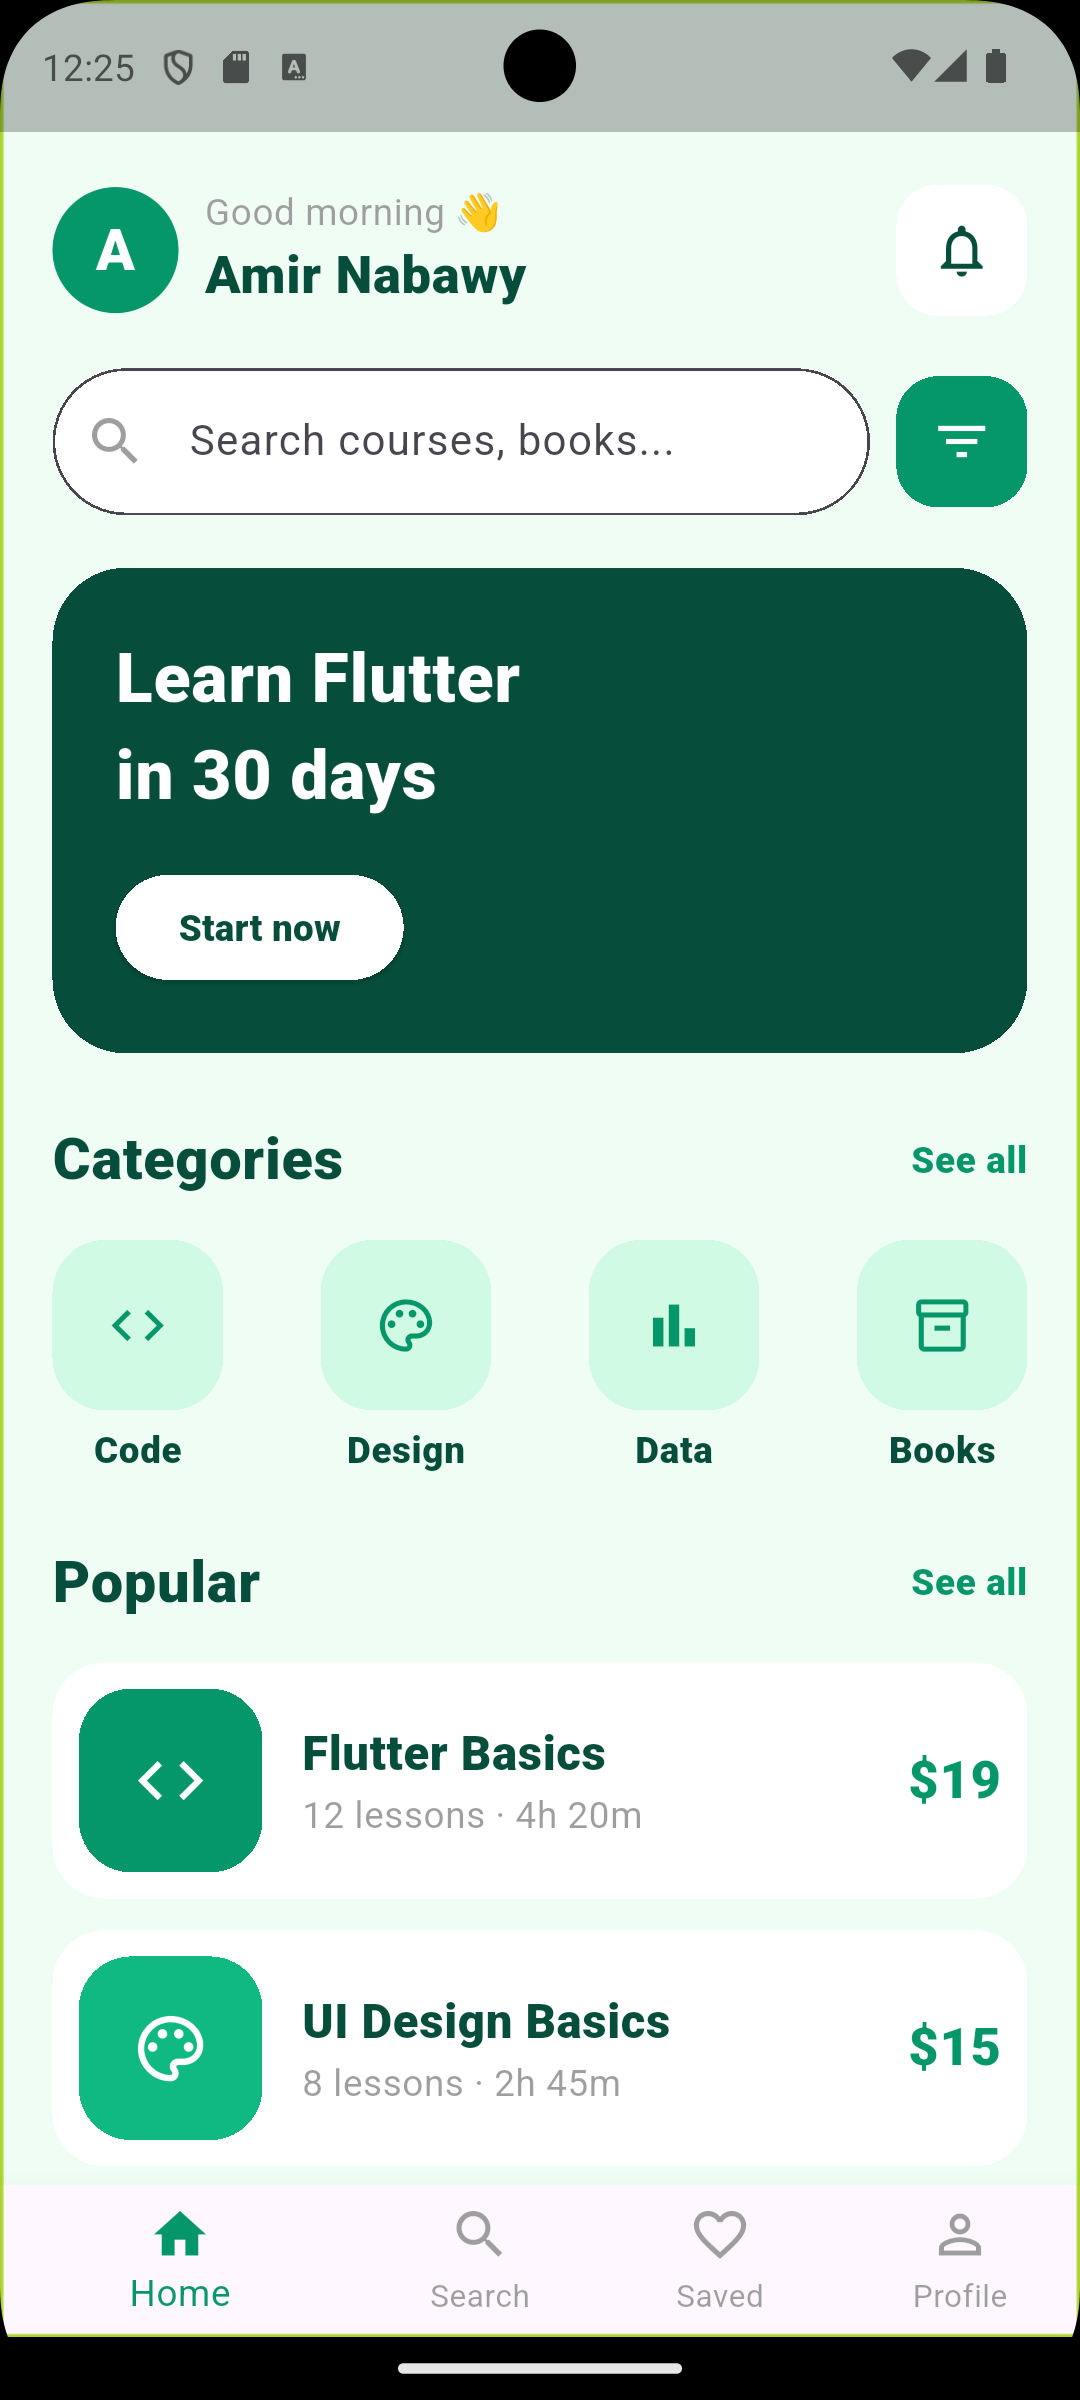 12:25
A
A
Good morning 👋
Amir Nabawy
Search courses, books...
Learn Flutter
in 30 days
Start now
Categories
See all
Code
Design
Data
Books
Popular
See all
Flutter Basics
12 lessons · 4h 20m
$19
UI Design Basics
8 lessons · 2h 45m
$15
Home
Search
Saved
Profile